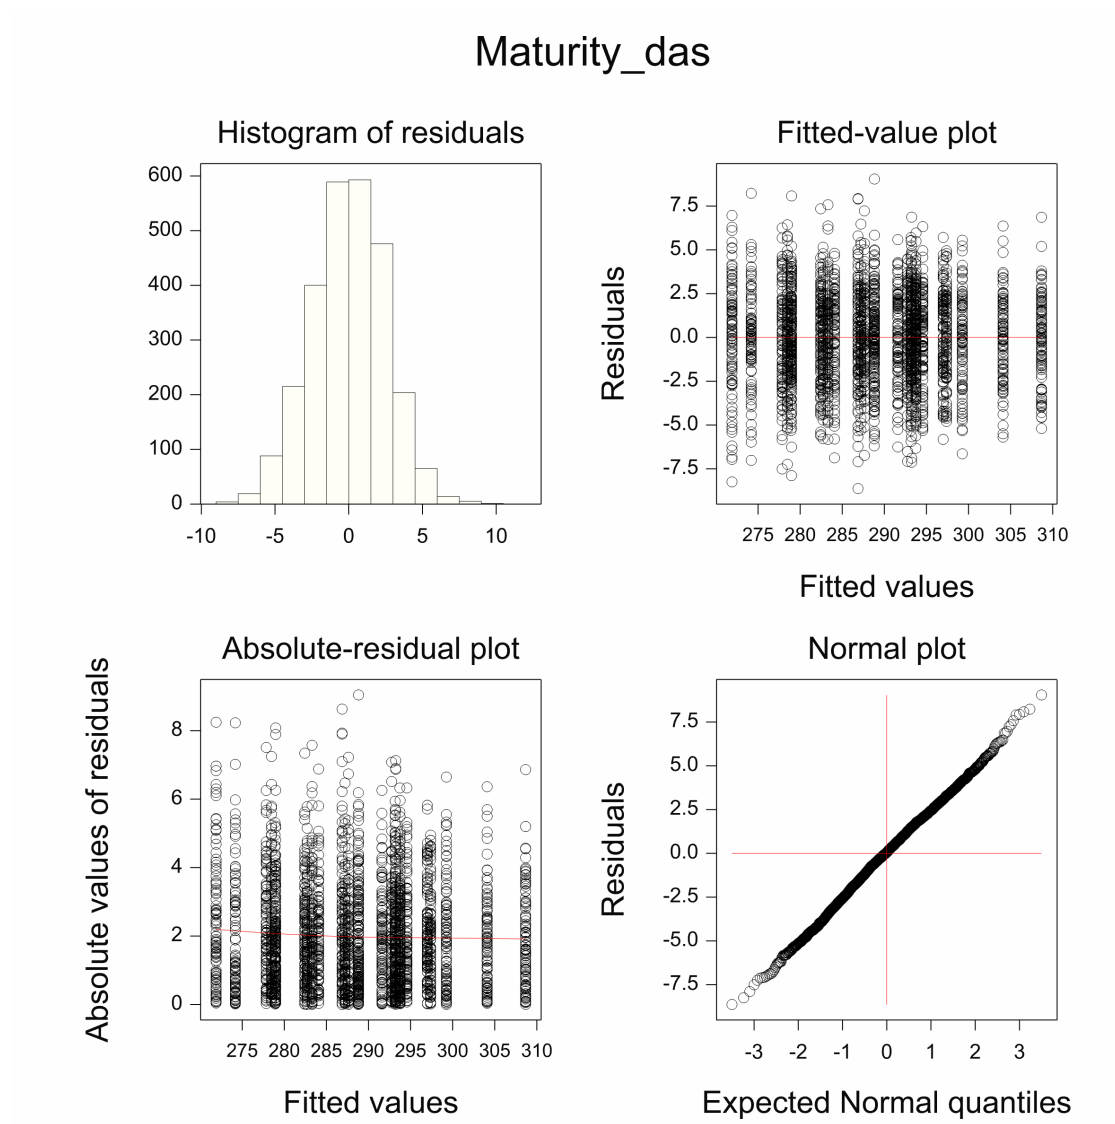 Maturity_das
Histogram of residuals
600
500
400
300
200
100
0
-10 -5 0 5 10
Fitted-value plot
Residuals
7.5
5.0
2.5
0.0
-2.5
-5.0
-7.5
275 280 285 290 295 300 305 310
Fitted values
Absolute-residual plot
Absolute values of residuals
8
6
4
2
0
275 280 285 290 295 300 305 310
Fitted values
Normal plot
Residuals
7.5
5.0
2.5
0.0
-2.5
-5.0
-7.5
-3 -2 -1 0 1 2 3
Expected Normal quantiles